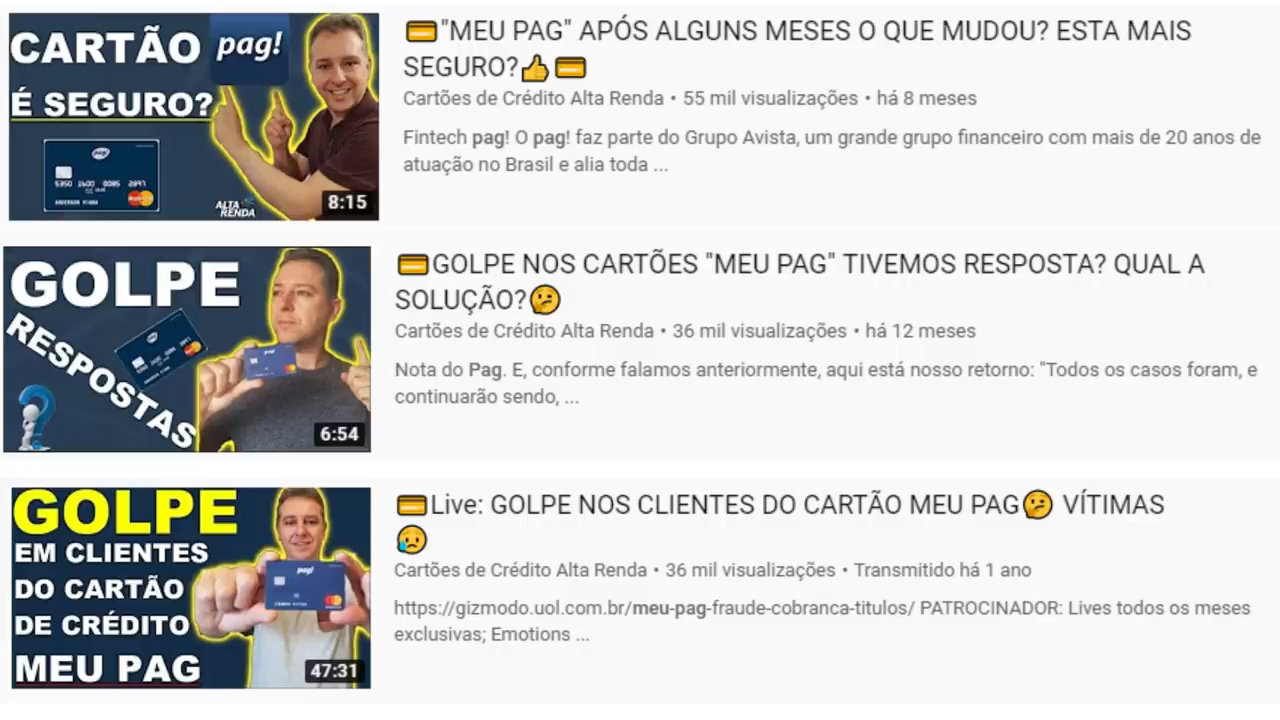 CARTÃO pag!
É SEGURO?
pag!
5350 1600 0085 2897
ALTA
RENDA
8:15
💳"MEU PAG" APÓS ALGUNS MESES O QUE MUDOU? ESTA MAIS
SEGURO?👍💳
Cartões de Crédito Alta Renda • 55 mil visualizações • há 8 meses
Fintech pag! O pag! faz parte do Grupo Avista, um grande grupo financeiro com mais de 20 anos de
atuação no Brasil e alia toda ...
GOLPE
RESPOSTAS
6:54
💳GOLPE NOS CARTÕES "MEU PAG" TIVEMOS RESPOSTA? QUAL A
SOLUÇÃO?🤔
Cartões de Crédito Alta Renda • 36 mil visualizações • há 12 meses
Nota do Pag. E, conforme falamos anteriormente, aqui está nosso retorno: "Todos os casos foram, e
continuarão sendo, ...
GOLPE
EM CLIENTES
DO CARTÃO
DE CRÉDITO
MEU PAG
pag!
47:31
💳Live: GOLPE NOS CLIENTES DO CARTÃO MEU PAG🤔 VÍTIMAS
😥
Cartões de Crédito Alta Renda • 36 mil visualizações • Transmitido há 1 ano
https://gizmodo.uol.com.br/meu-pag-fraude-cobranca-titulos/ PATROCINADOR: Lives todos os meses
exclusivas; Emotions ...